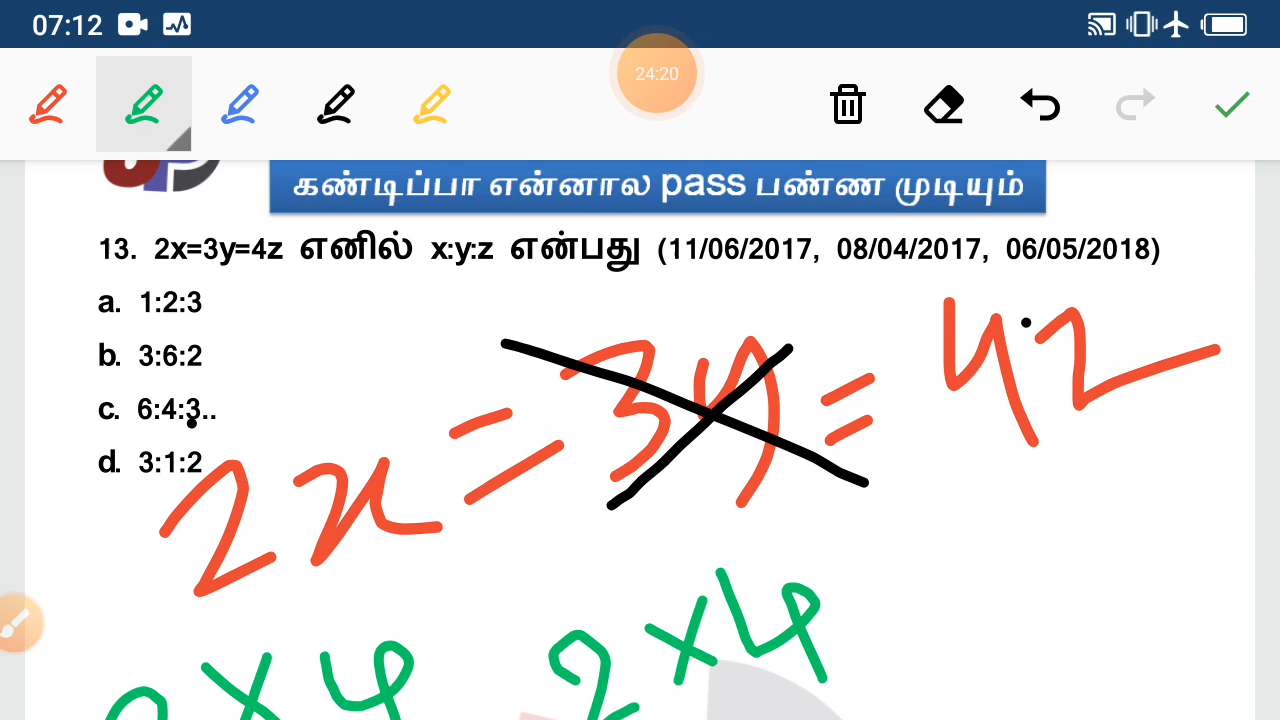 07:12
24:20
கண்டிப்பா என்னால pass பண்ண முடியும்
13. 2x=3y=4z எனில் x:y:z என்பது (11/06/2017, 08/04/2017, 06/05/2018)
a. 1:2:3
b. 3:6:2
c. 6:4:3..
d. 3:1:2
2x = 3y = 4z
2 × 4